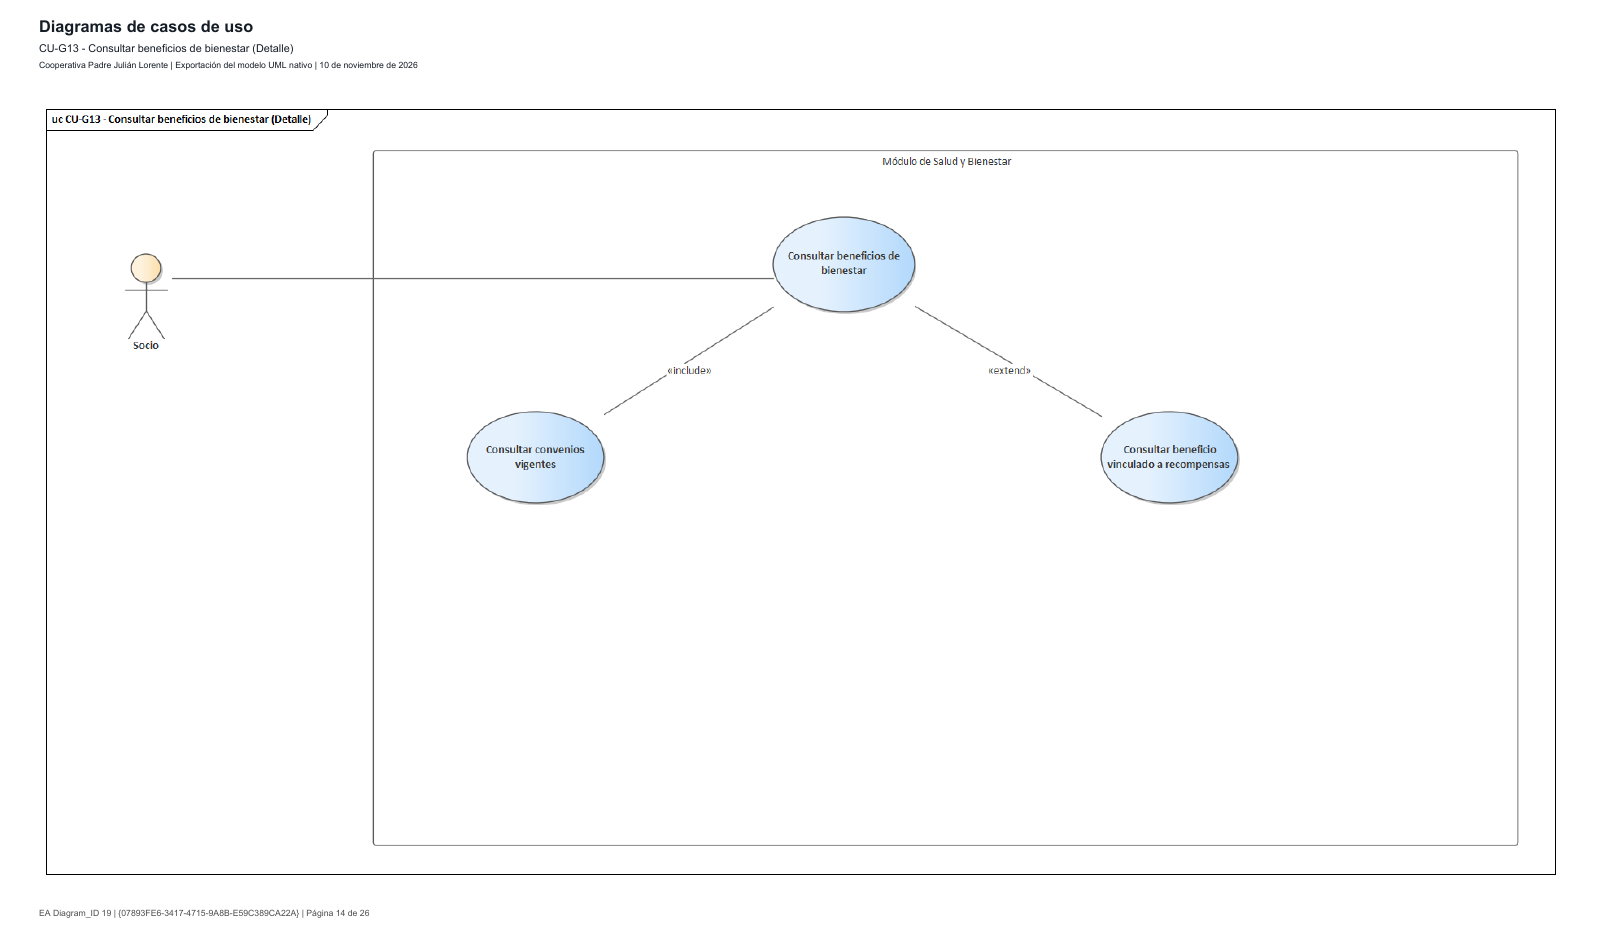 Diagramas de casos de uso
CU-G13 - Consultar beneficios de bienestar (Detalle)
Cooperativa Padre Julián Lorente | Exportación del modelo UML nativo | 10 de noviembre de 2026
uc CU-G13 - Consultar beneficios de bienestar (Detalle)
Módulo de Salud y Bienestar
Consultar beneficios de
bienestar
Socio
«include»
«extend»
Consultar convenios
vigentes
Consultar beneficio
vinculado a recompensas
EA Diagram_ID 19 | {07893FE6-3417-4715-9A8B-E59C389CA22A} | Página 14 de 26